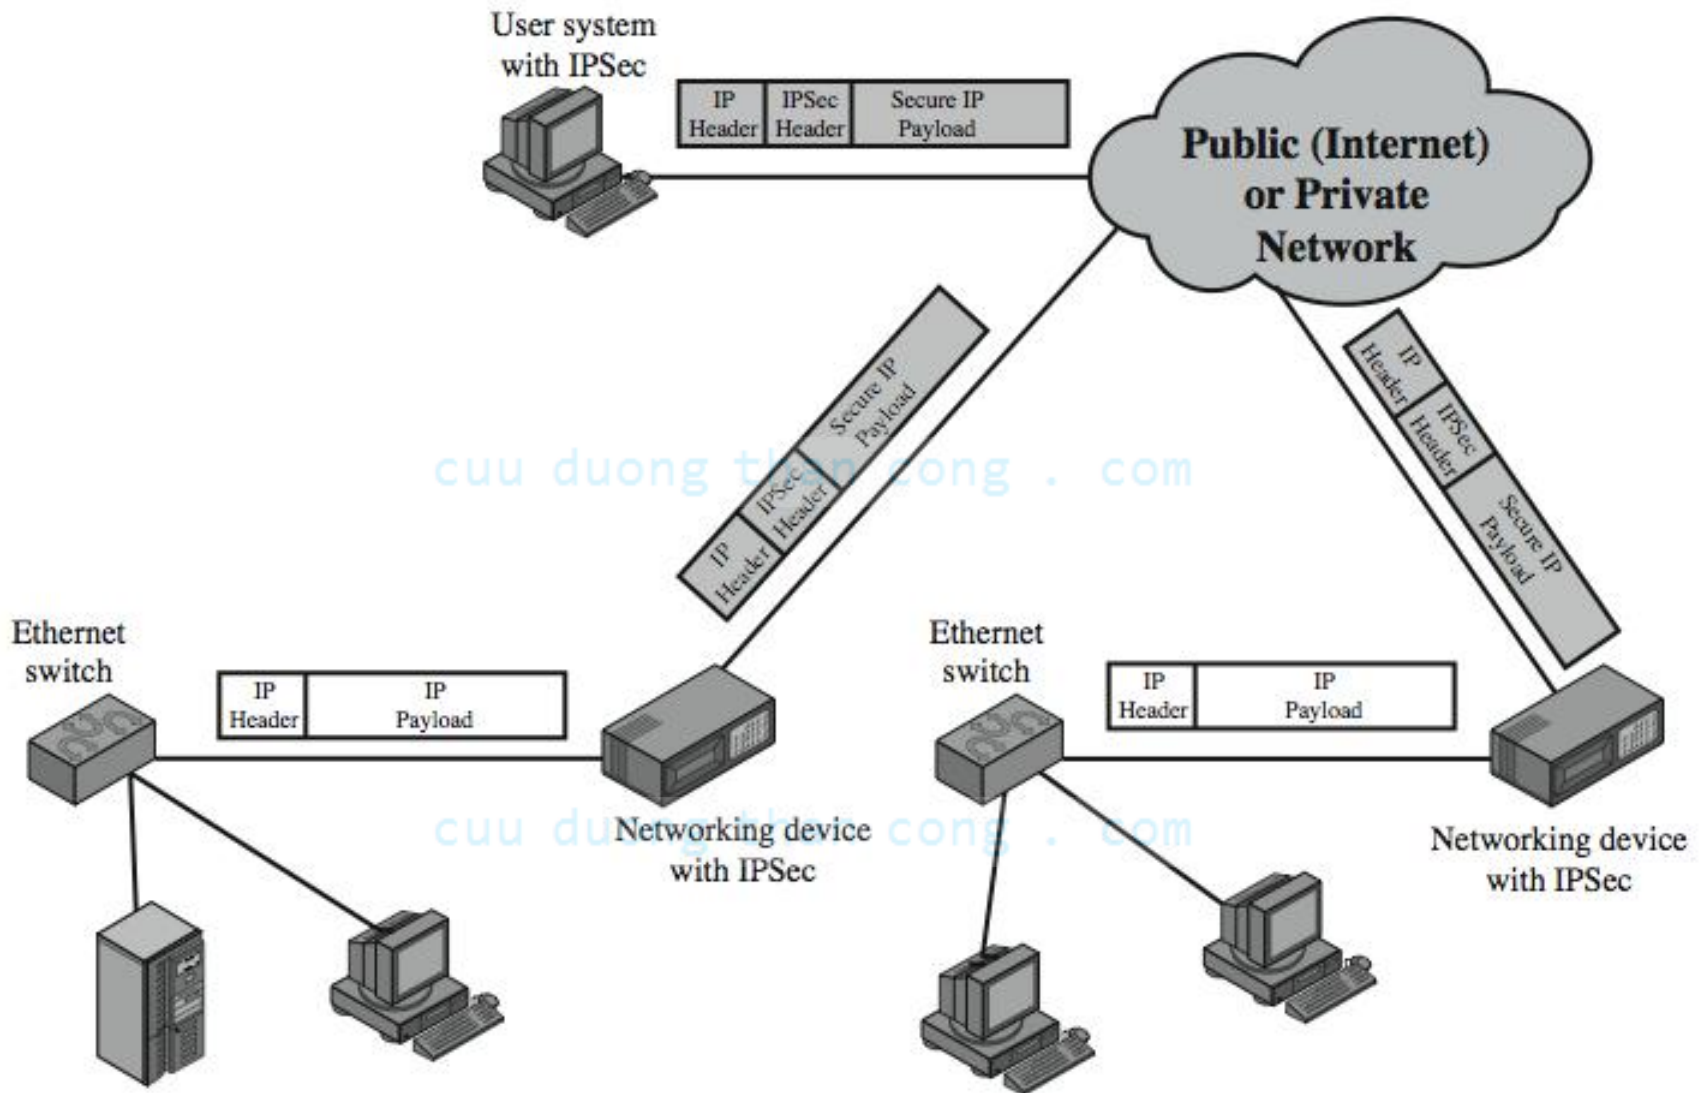 User system
with IPSec
IP
Header
IPSec
Header
Secure IP
Payload
Public (Internet)
or Private
Network
IP
Header
IPSec
Header
Secure IP
Payload
IP
Header
IPSec
Header
Secure IP
Payload
cuu duong than cong . com
Ethernet
switch
IP
Header
IP
Payload
Networking device
with IPSec
Ethernet
switch
IP
Header
IP
Payload
Networking device
with IPSec
cuu duong than cong . com